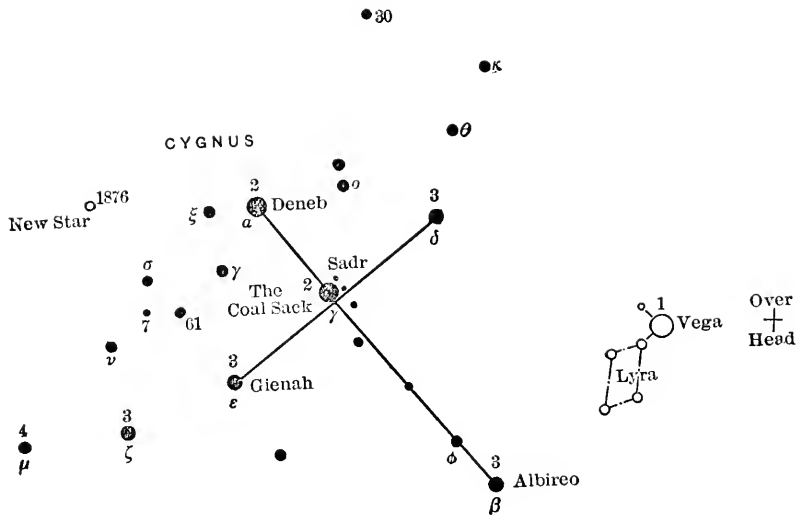 30
κ
θ
CYGNUS
ο
1876
New Star
ξ
2
Deneb
α
3
δ
σ
γ
Sadr
2
The
Coal Sack
γ
7
61
1
Vega
Over
Head
Lyra
ν
3
Gienah
ε
4
μ
3
ζ
φ
3
Albireo
β